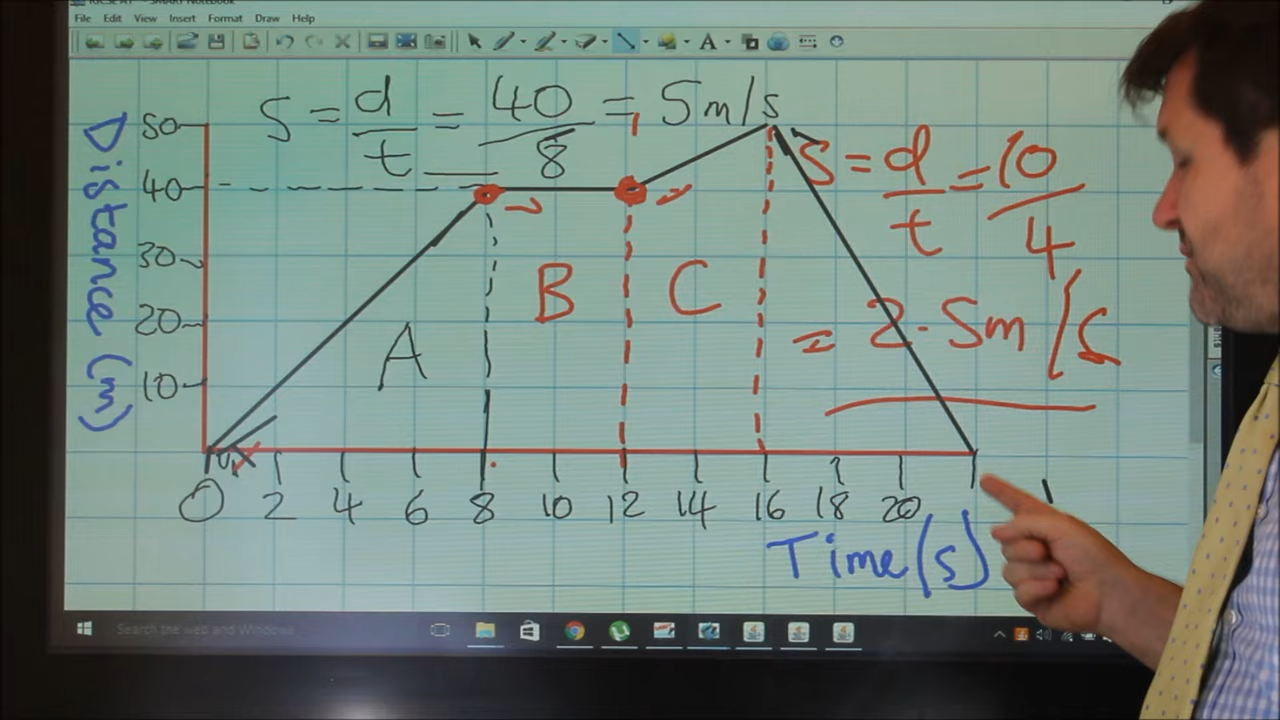 File Edit View Insert Format Draw Help
S = d/t = 40/8 = 5m/s
S = d/t = 10/4
= 2.5m/s
Distance (m)
50
40
30
20
10
A
B
C
0 2 4 6 8 10 12 14 16 18 20
Time (s)
Search the web and Windows